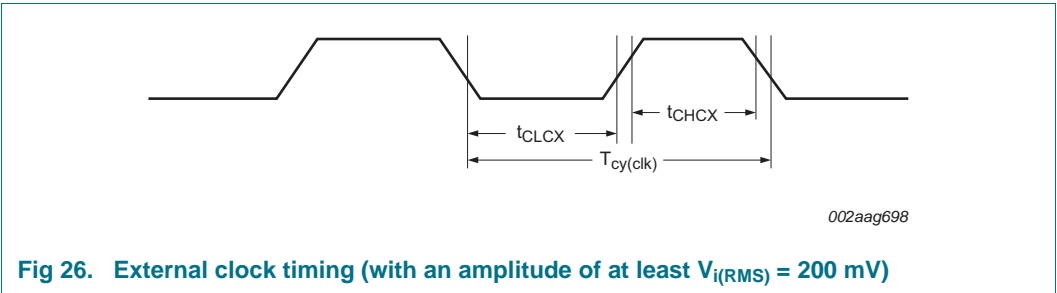 tCHCX
tCLCX
Tcy(clk)
002aag698
Fig 26. External clock timing (with an amplitude of at least Vi(RMS) = 200 mV)